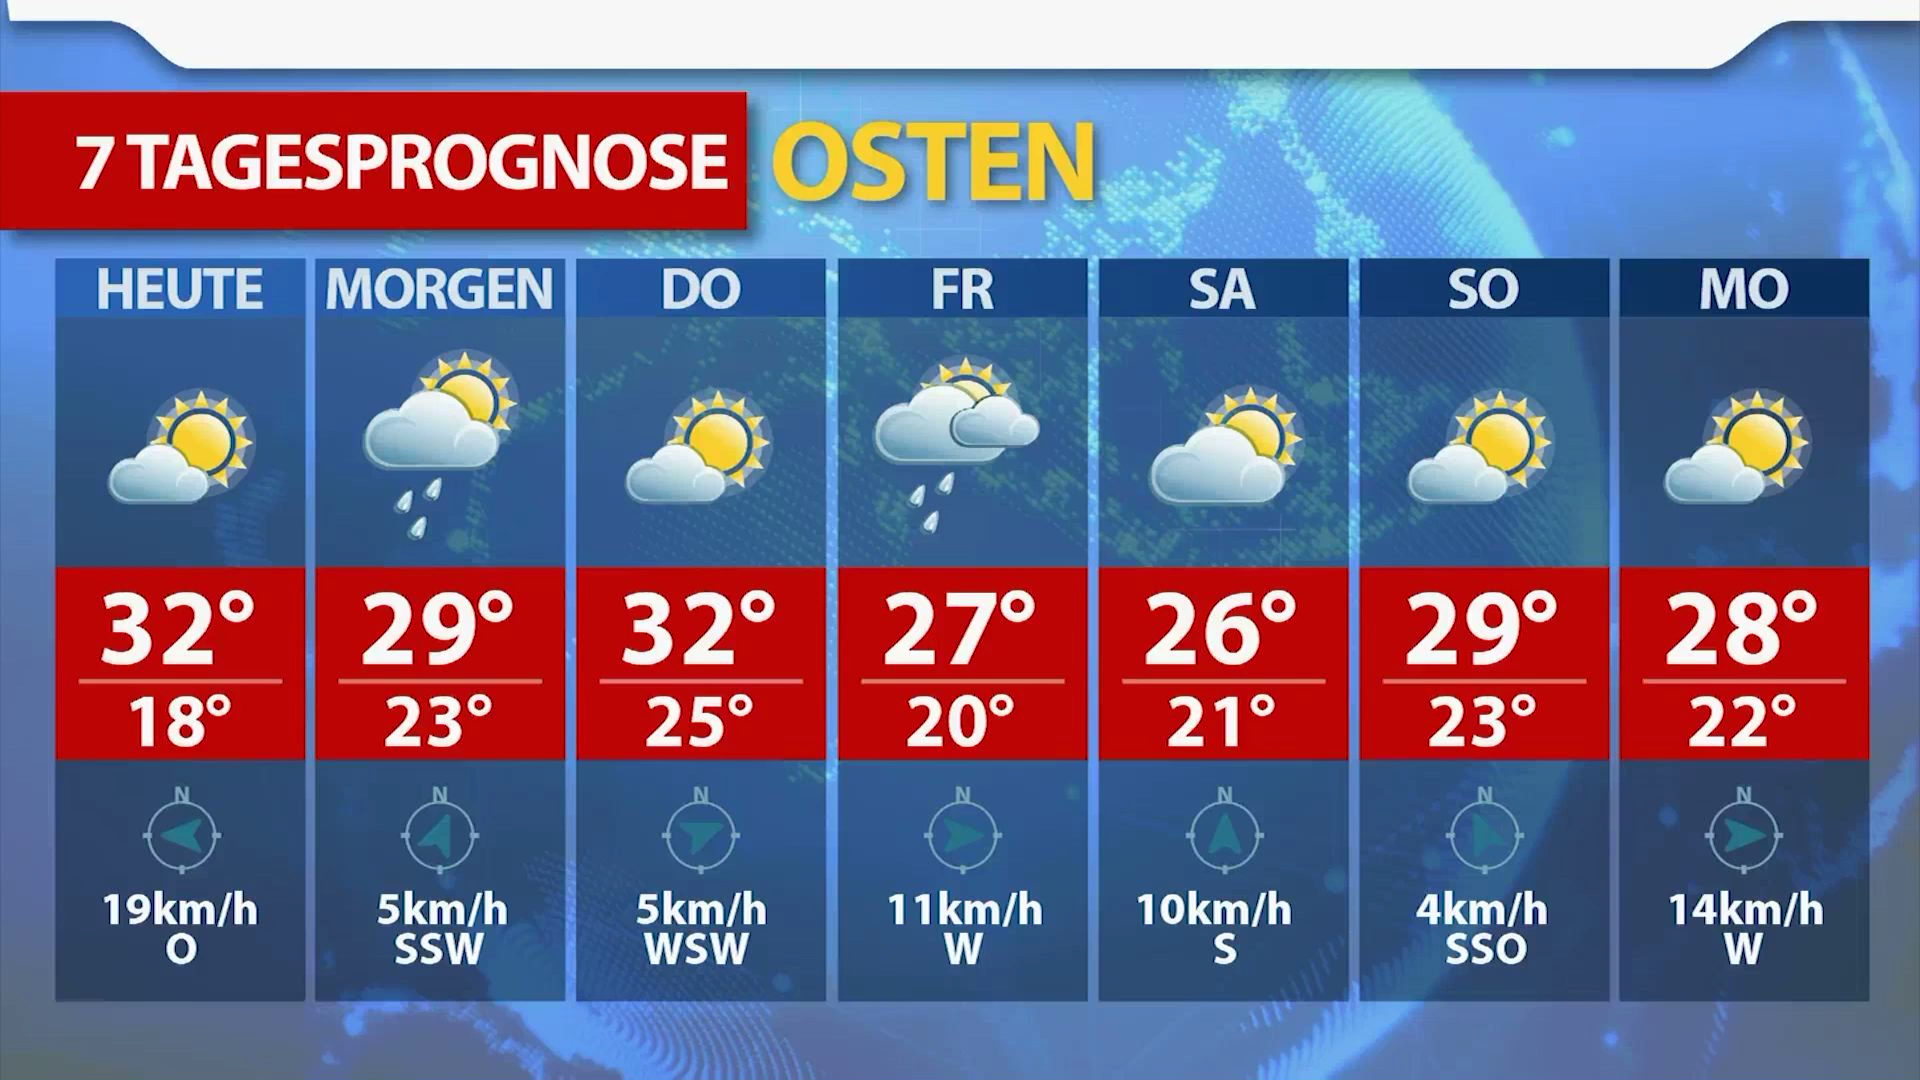 7 TAGESPROGNOSE OSTEN
HEUTE MORGEN DO FR SA SO MO
32° 29° 32° 27° 26° 29° 28°
18° 23° 25° 20° 21° 23° 22°
N N N N N N N
19km/h 5km/h 5km/h 11km/h 10km/h 4km/h 14km/h
O SSW WSW W S SSO W